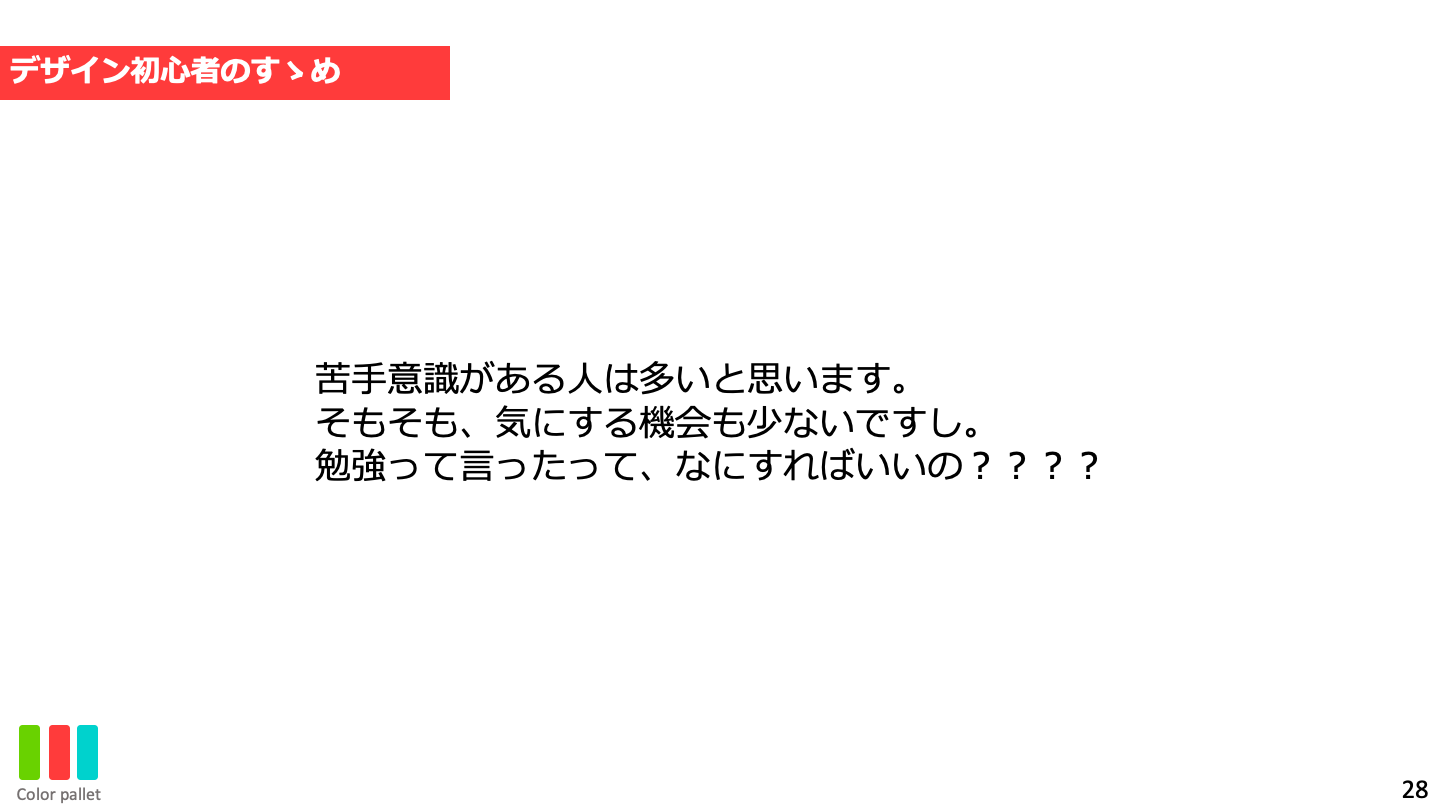 デザイン初心者のすゝめ
苦手意識がある人は多いと思います。
そもそも、気にする機会も少ないですし。
勉強って言ったって、なにすればいいの？？？？
Color pallet
28